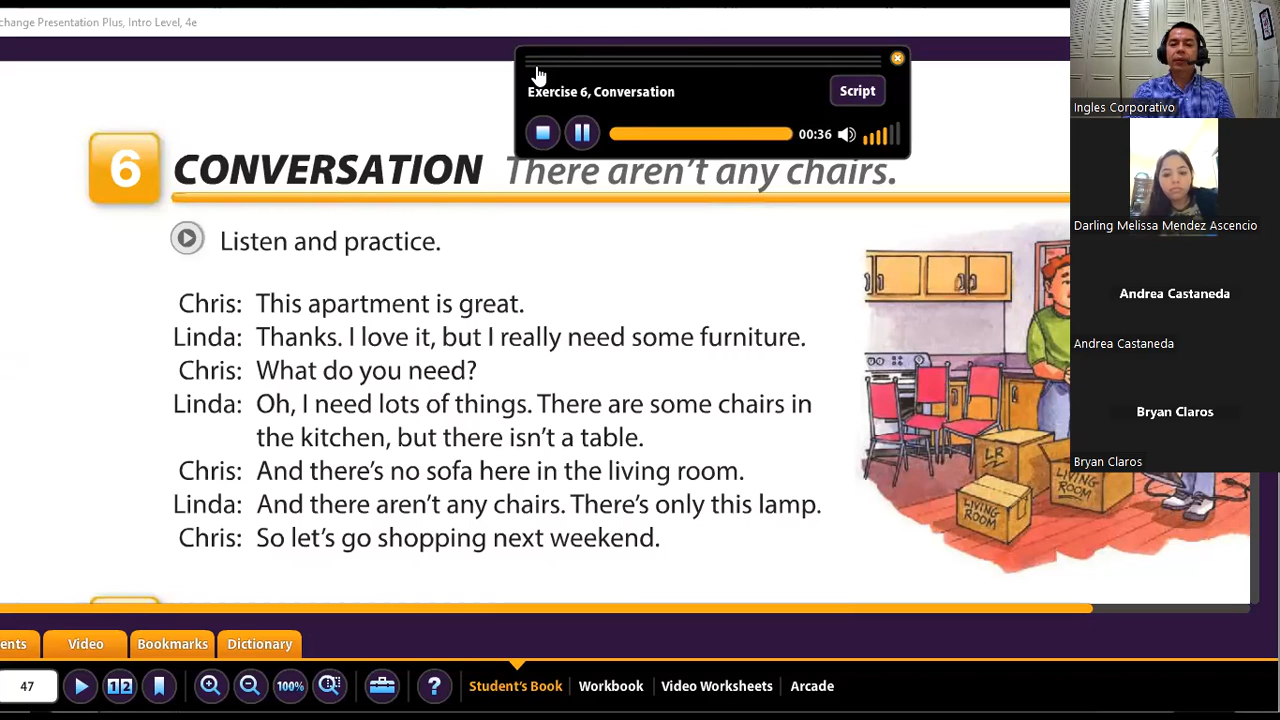 change Presentation Plus, Intro Level, 4e
Exercise 6, Conversation
Script
00:36
6 CONVERSATION There aren't any chairs.
Listen and practice.
Chris: This apartment is great.
Linda: Thanks. I love it, but I really need some furniture.
Chris: What do you need?
Linda: Oh, I need lots of things. There are some chairs in
the kitchen, but there isn't a table.
Chris: And there's no sofa here in the living room.
Linda: And there aren't any chairs. There's only this lamp.
Chris: So let's go shopping next weekend.
LR
LIVING ROOM
LIVING ROOM
Ingles Corporativo
Darling Melissa Mendez Ascencio
Andrea Castaneda
Andrea Castaneda
Bryan Claros
Bryan Claros
ents Video Bookmarks Dictionary
47 12 100% ? Student's Book Workbook Video Worksheets Arcade